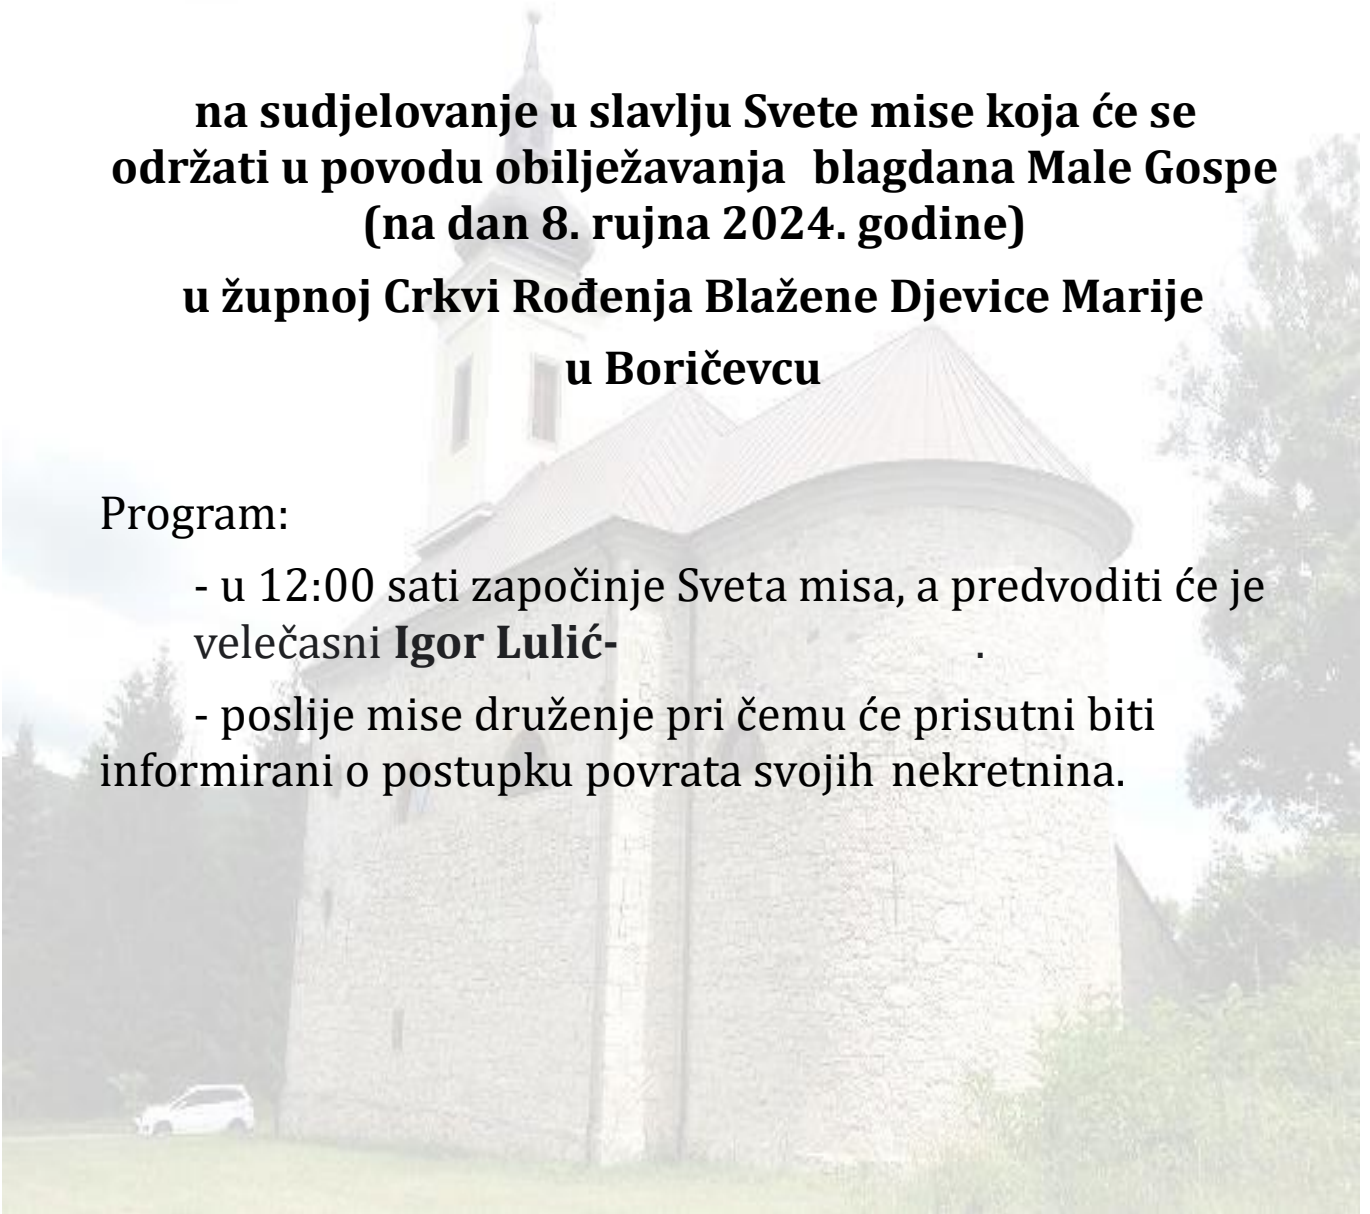 na sudjelovanje u slavlju Svete mise koja će se
održati u povodu obilježavanja blagdana Male Gospe
(na dan 8. rujna 2024. godine)
u župnoj Crkvi Rođenja Blažene Djevice Marije
u Boričevcu
Program:
- u 12:00 sati započinje Sveta misa, a predvoditi će je
velečasni Igor Lulić- .
- poslije mise druženje pri čemu će prisutni biti
informirani o postupku povrata svojih nekretnina.